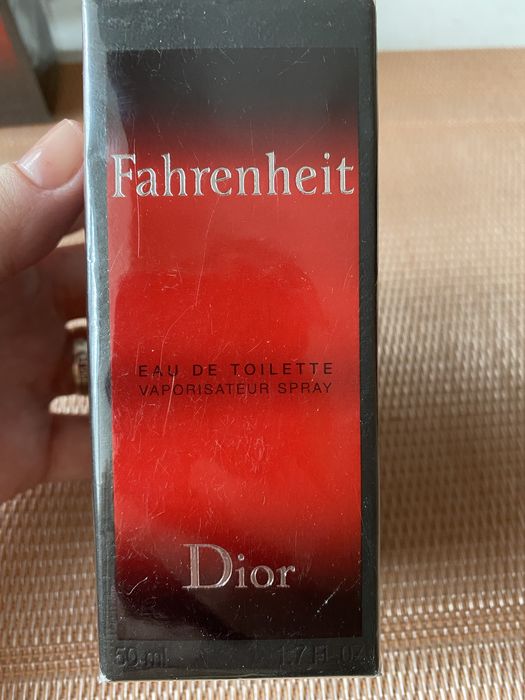 Fahrenheit
EAU DE TOILETTE
VAPORISATEUR SPRAY
Dior
50 ml 1.7 Fl. OZ